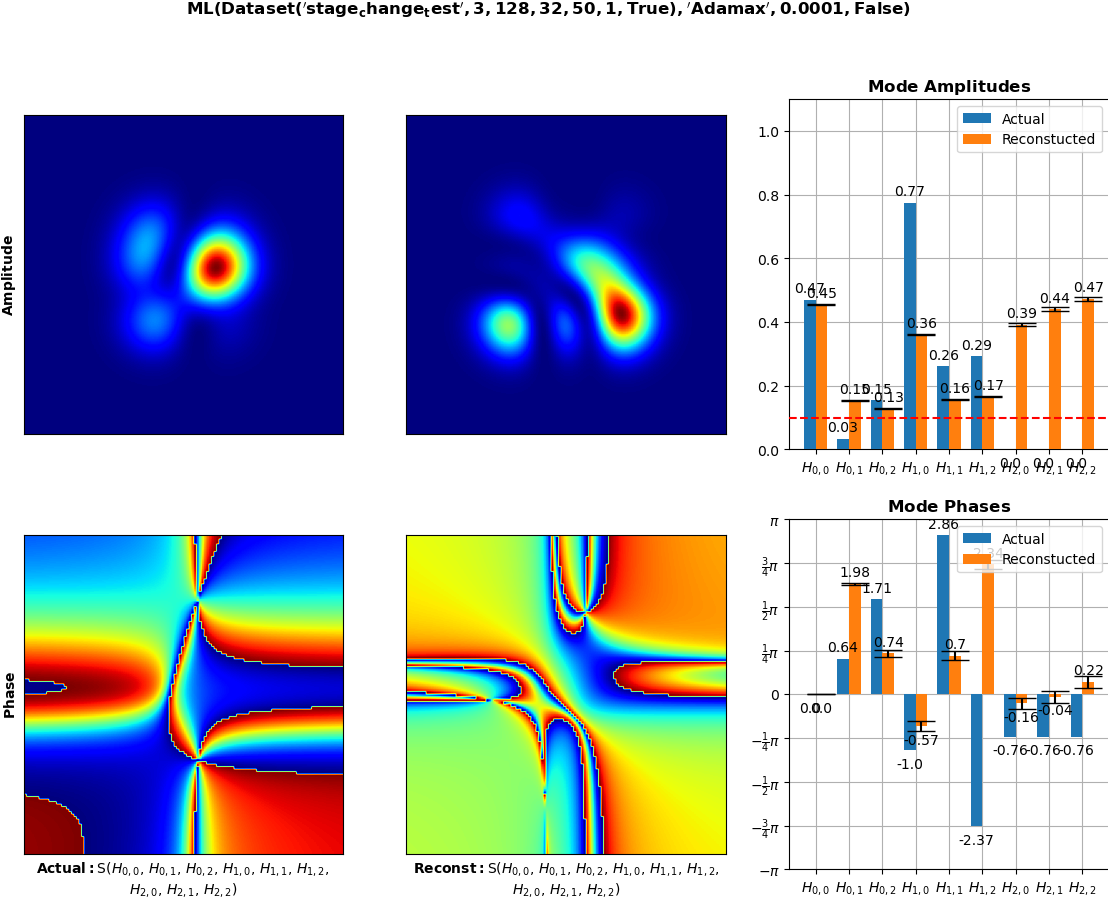 ML(Dataset('stage_change_test', 3, 128, 32, 50, 1, True), 'Adamax', 0.0001, False)
Amplitude
Mode Amplitudes
Actual
Reconstucted
1.0
0.8
0.6
0.4
0.2
0.0
0.47
0.45
0.03
0.15
0.15
0.13
0.77
0.36
0.26
0.16
0.29
0.17
0.0
0.39
0.0
0.44
0.0
0.47
H0,0 H0,1 H0,2 H1,0 H1,1 H1,2 H2,0 H2,1 H2,2
Phase
Actual: S(H0,0, H0,1, H0,2, H1,0, H1,1, H1,2,
H2,0, H2,1, H2,2)
Reconst: S(H0,0, H0,1, H0,2, H1,0, H1,1, H1,2,
H2,0, H2,1, H2,2)
Mode Phases
Actual
Reconstucted
π
3/4π
1/2π
1/4π
0
−1/4π
−1/2π
−3/4π
−π
0.0
0.0
0.64
1.98
1.71
0.74
-1.0
-0.57
2.86
0.7
-2.37
2.34
-0.76
-0.16
-0.76
-0.04
-0.76
0.22
H0,0 H0,1 H0,2 H1,0 H1,1 H1,2 H2,0 H2,1 H2,2